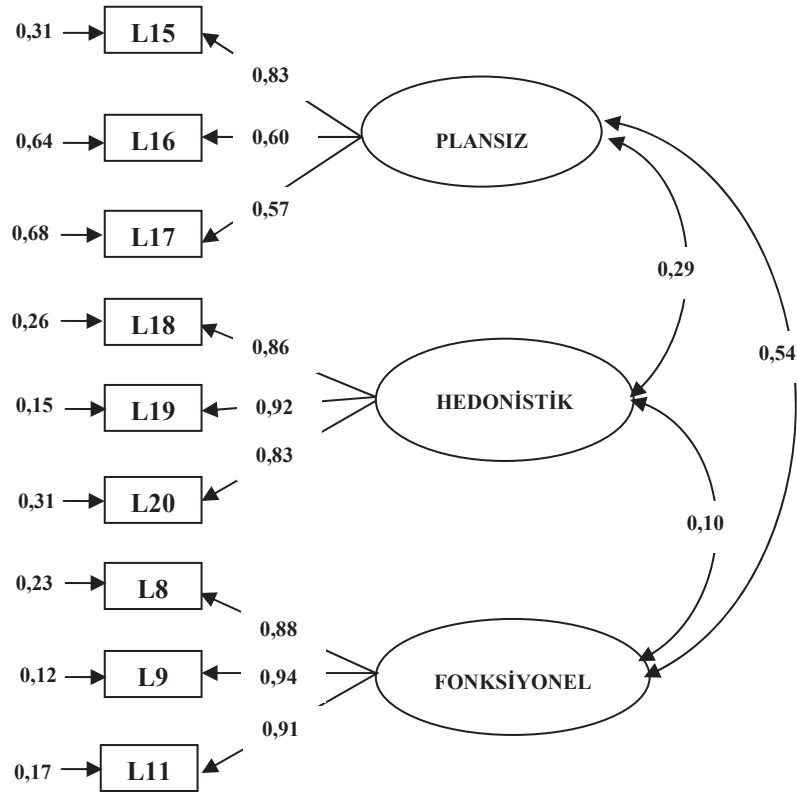 0,31 L15
0,83
0,64 L16 0,60 PLANSIZ
0,57
0,68 L17
0,29
0,26 L18
0,86
0,54
0,15 L19 0,92 HEDONİSTİK
0,83
0,31 L20
0,10
0,23 L8
0,88
0,12 L9 0,94 FONKSİYONEL
0,91
0,17 L11